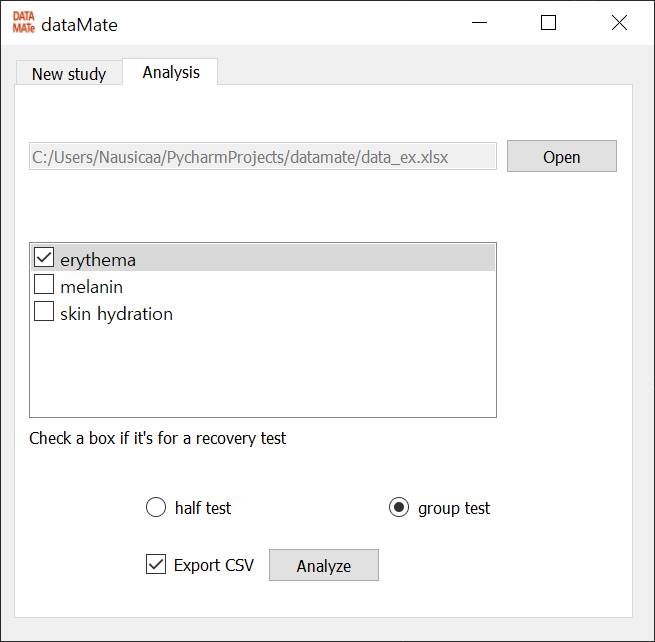 DATA
MATe
dataMate
New study
Analysis
C:/Users/Nausicaa/PycharmProjects/datamate/data_ex.xlsx
Open
erythema
melanin
skin hydration
Check a box if it's for a recovery test
half test
group test
Export CSV
Analyze